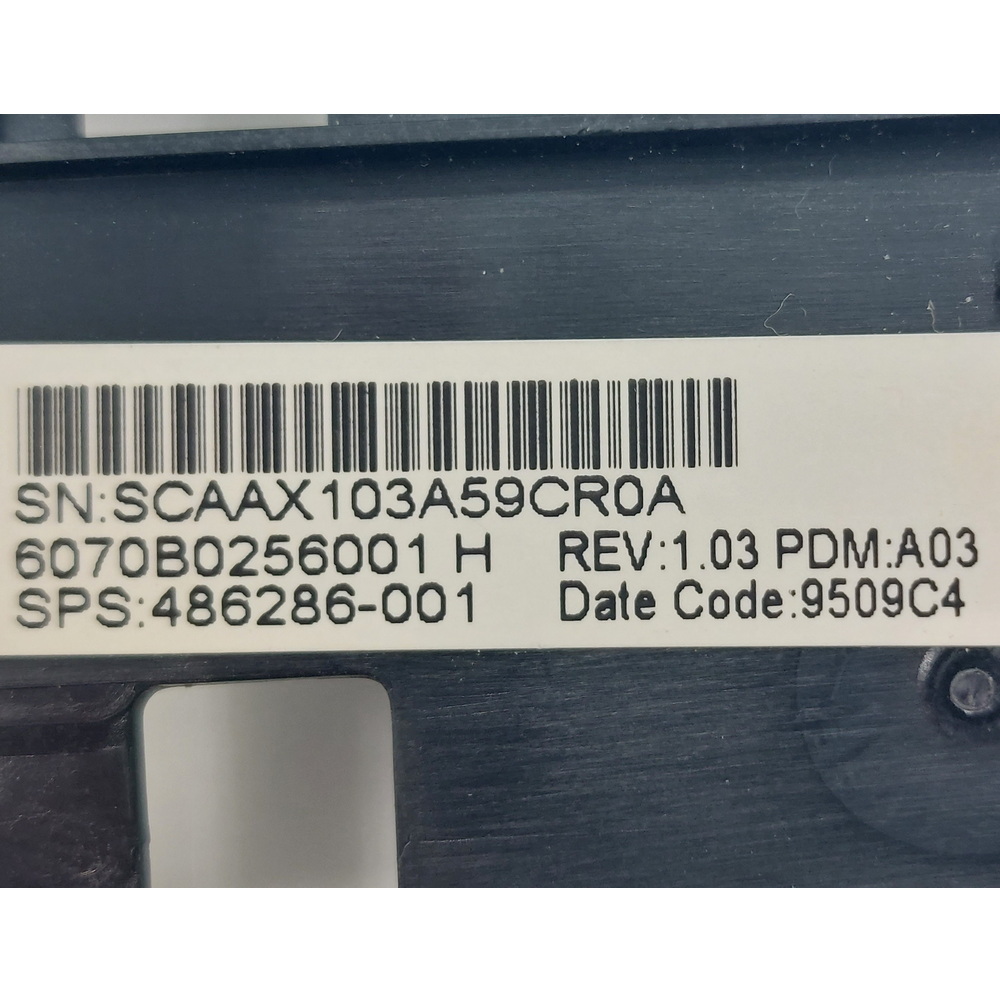 SN:SCAAX103A59CR0A
6070B0256001 H REV:1.03 PDM:A03
SPS:486286-001 Date Code:9509C4